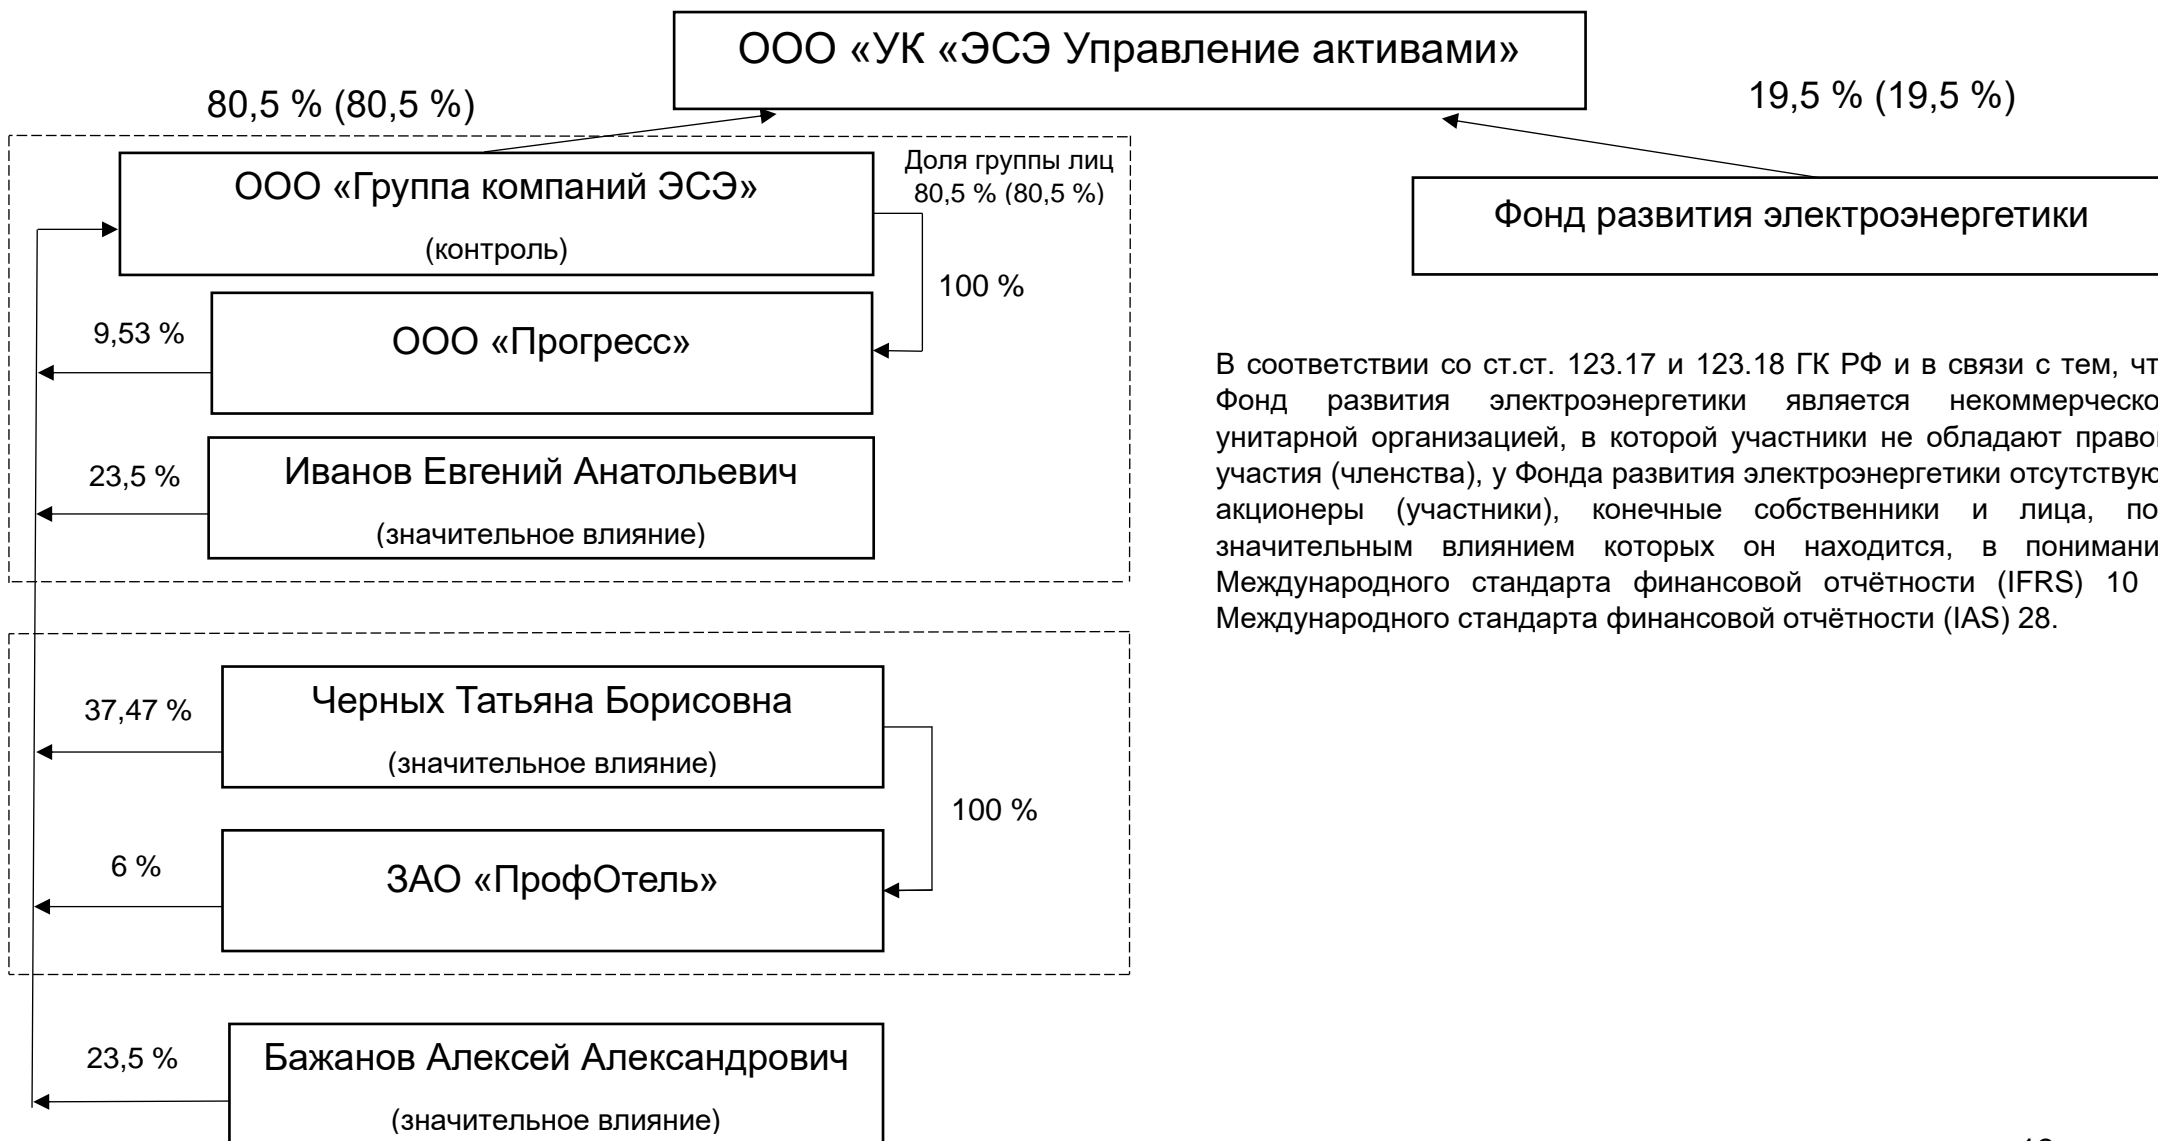 ООО «УК «ЭСЭ Управление активами»
80,5 % (80,5 %)
19,5 % (19,5 %)
Доля группы лиц
80,5 % (80,5 %)
ООО «Группа компаний ЭСЭ»
(контроль)
100 %
Фонд развития электроэнергетики
9,53 %
ООО «Прогресс»
23,5 %
Иванов Евгений Анатольевич
(значительное влияние)
В соответствии со ст.ст. 123.17 и 123.18 ГК РФ и в связи с тем, чт
Фонд развития электроэнергетики является некоммерческо
унитарной организацией, в которой участники не обладают право
участия (членства), у Фонда развития электроэнергетики отсутствую
акционеры (участники), конечные собственники и лица, по
значительным влиянием которых он находится, в понимани
Международного стандарта финансовой отчётности (IFRS) 10
Международного стандарта финансовой отчётности (IAS) 28.
37,47 %
Черных Татьяна Борисовна
(значительное влияние)
100 %
6 %
ЗАО «ПрофОтель»
23,5 %
Бажанов Алексей Александрович
(значительное влияние)